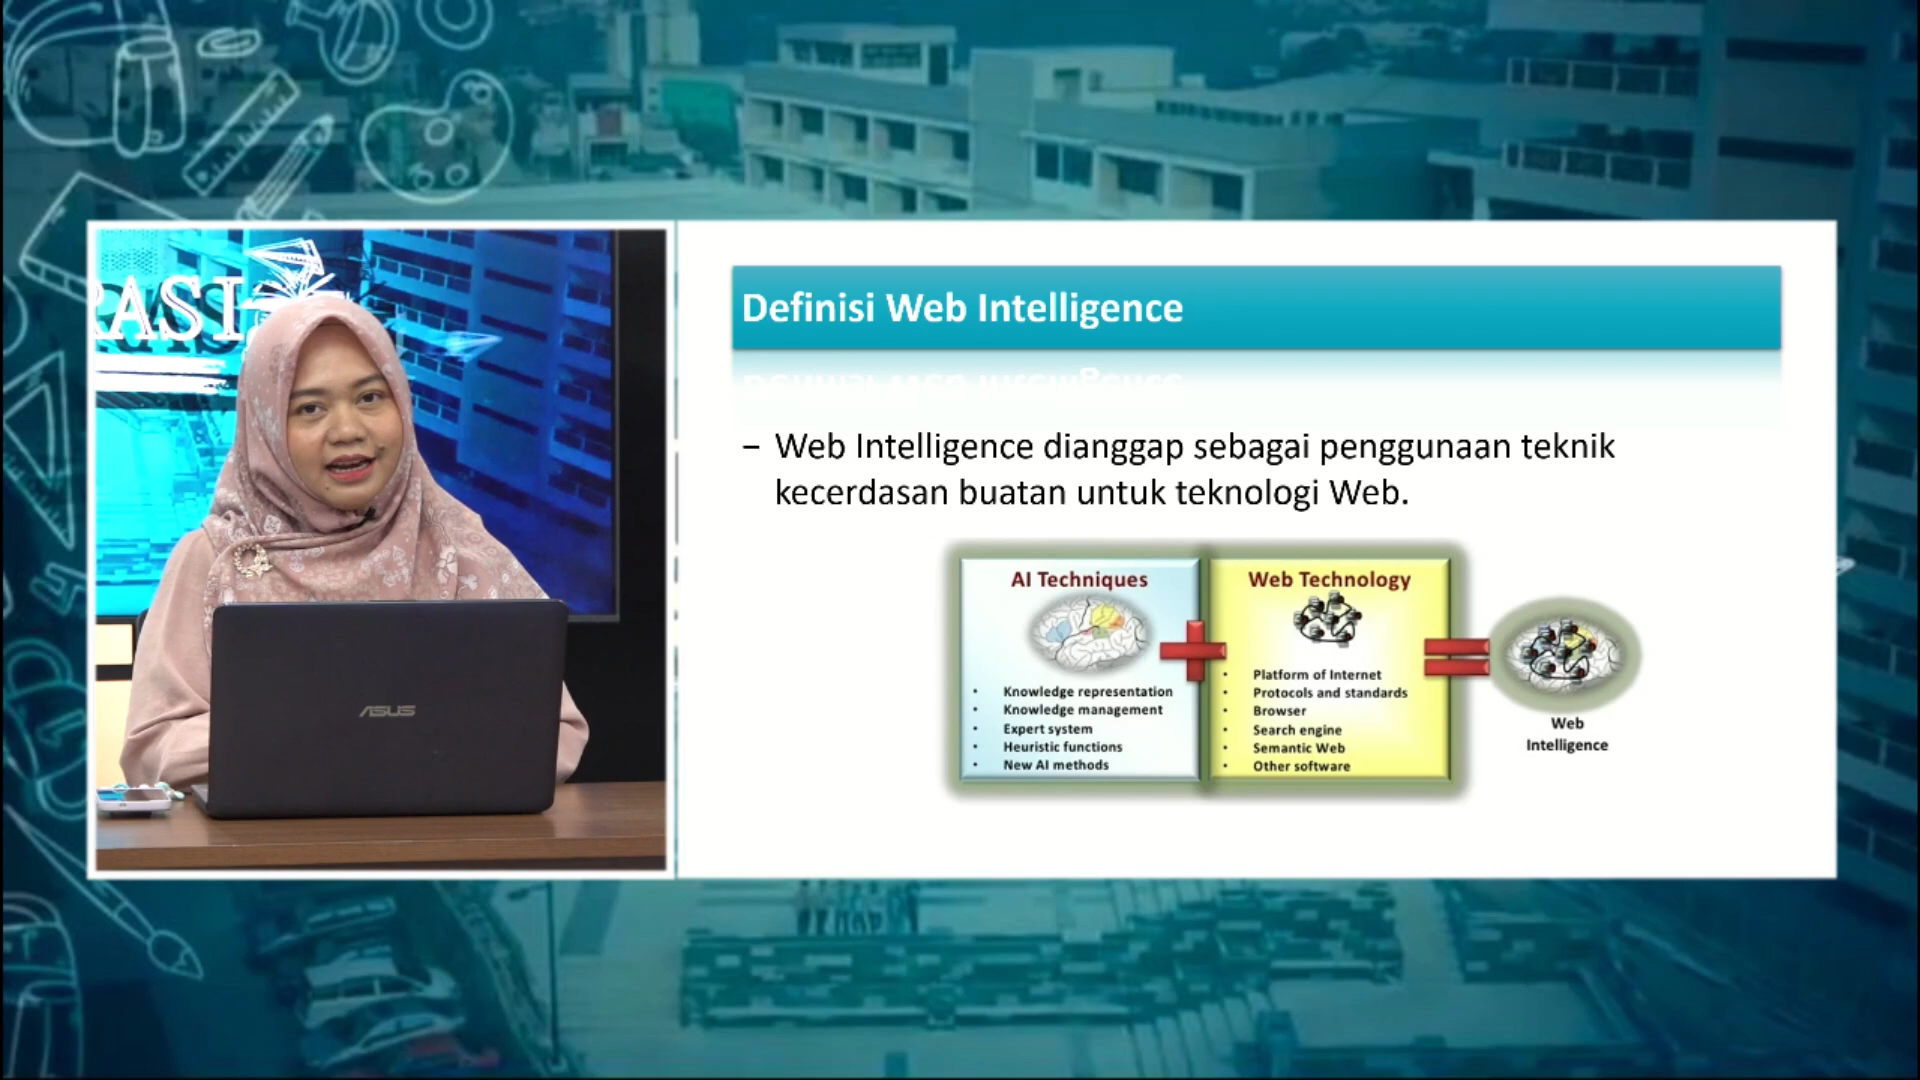 RASI
ASUS
Definisi Web Intelligence
– Web Intelligence dianggap sebagai penggunaan teknik
kecerdasan buatan untuk teknologi Web.
AI Techniques
• Knowledge representation
• Knowledge management
• Expert system
• Heuristic functions
• New AI methods
Web Technology
• Platform of Internet
• Protocols and standards
• Browser
• Search engine
• Semantic Web
• Other software
Web
Intelligence